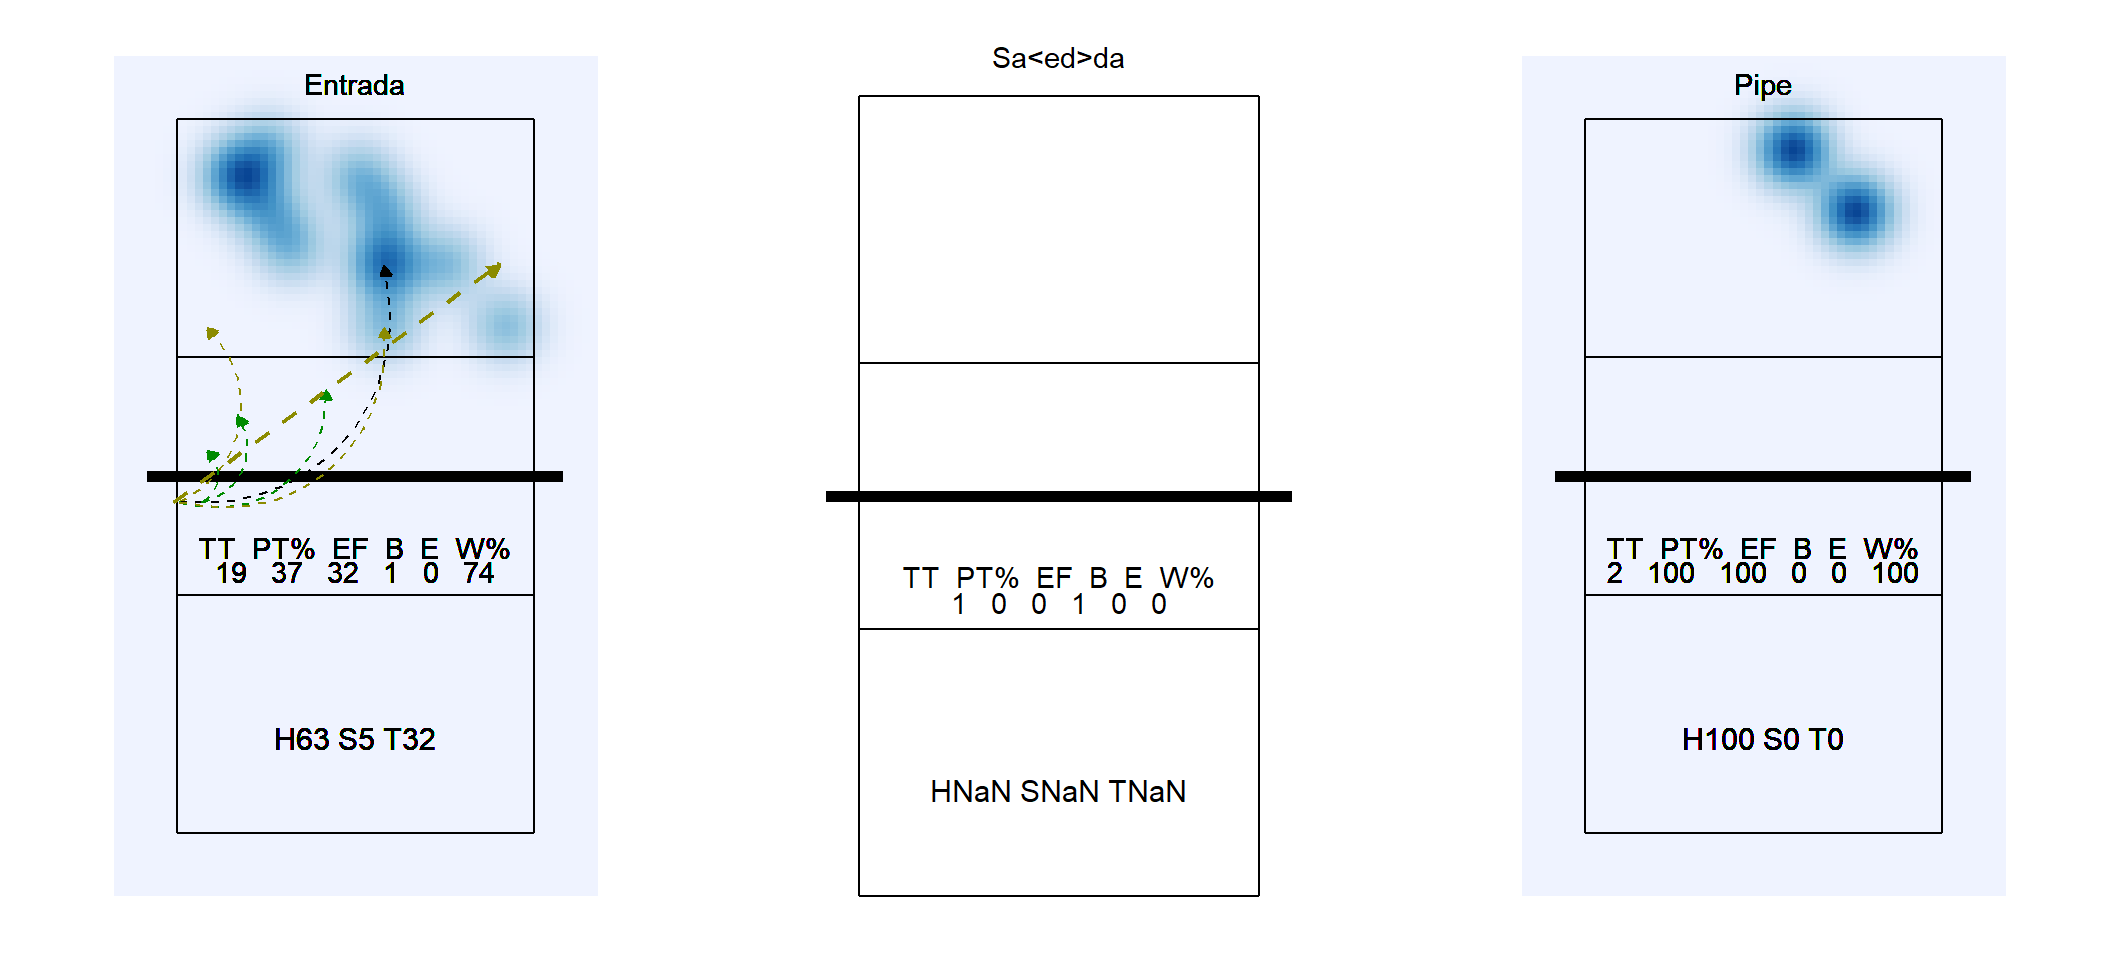 Entrada
TT PT% EF B E W%
19 37 32 1 0 74
H63 S5 T32
Sa<ed>da
TT PT% EF B E W%
1 0 0 1 0 0
HNaN SNaN TNaN
Pipe
TT PT% EF B E W%
2 100 100 0 0 100
H100 S0 T0